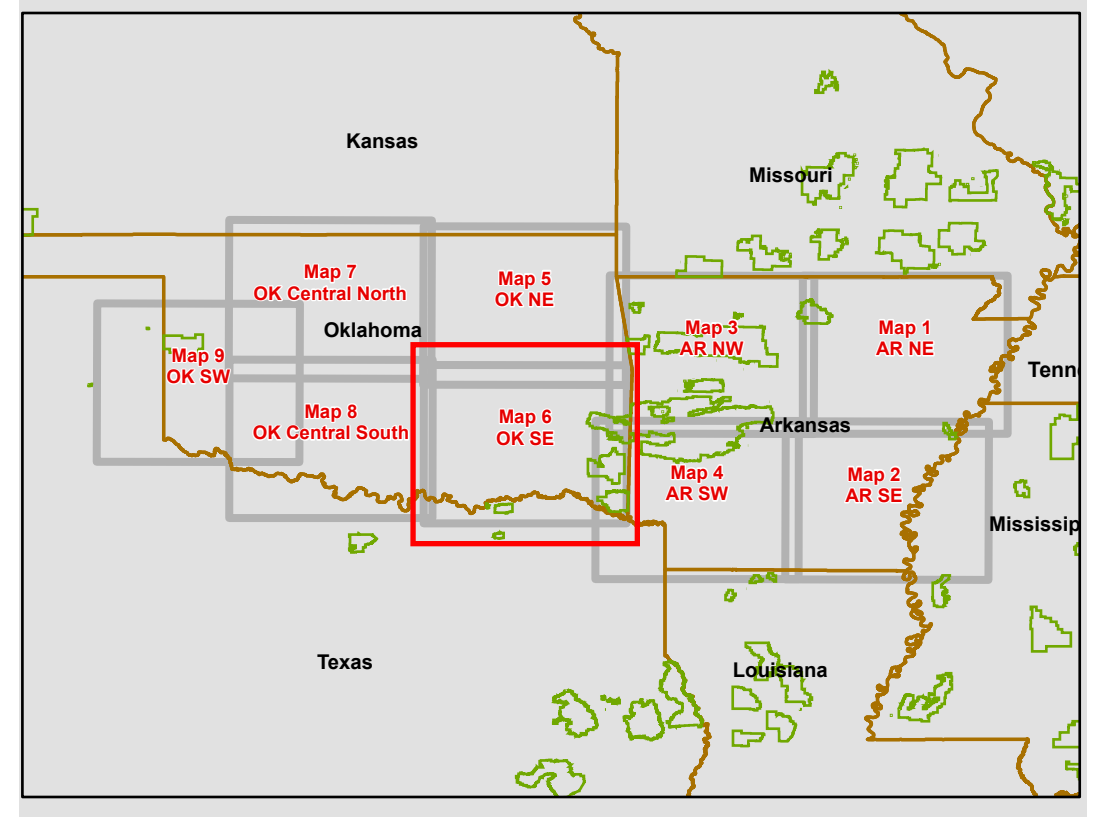 Kansas
Missouri
Map 7
OK Central North
Map 5
OK NE
Oklahoma
Map 3
AR NW
Map 1
AR NE
Map 9
OK SW
Tenn
Map 8
OK Central South
Map 6
OK SE
Arkansas
Map 4
AR SW
Map 2
AR SE
Mississip
Texas
Louisiana